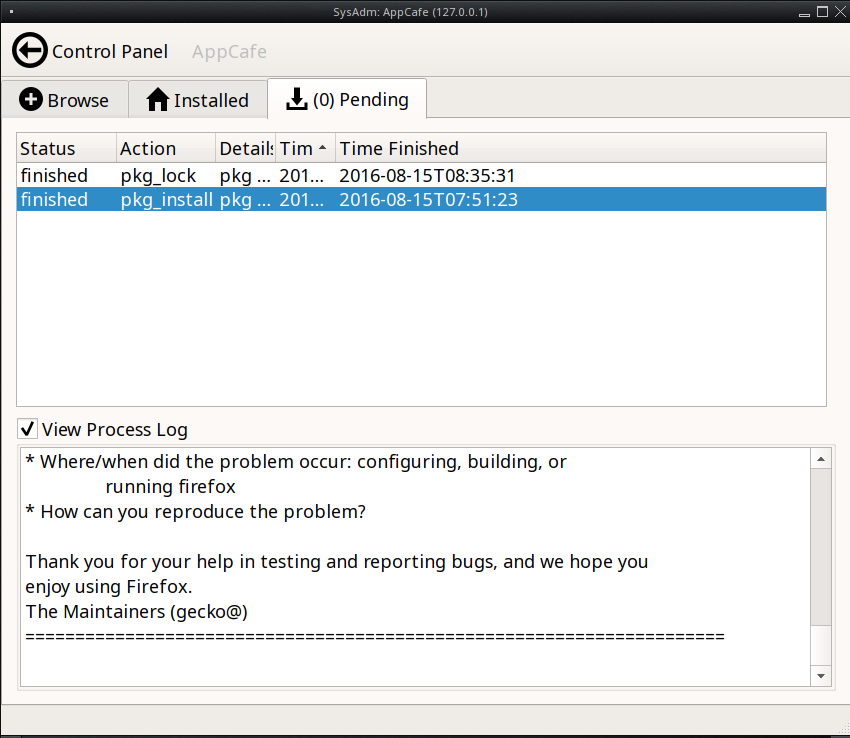 SysAdm: AppCafe (127.0.0.1)
Control Panel AppCafe
Browse Installed (0) Pending
Status Action Details Tim Time Finished
finished pkg_lock pkg ... 201... 2016-08-15T08:35:31
finished pkg_install pkg ... 201... 2016-08-15T07:51:23
View Process Log
* Where/when did the problem occur: configuring, building, or
running firefox
* How can you reproduce the problem?
Thank you for your help in testing and reporting bugs, and we hope you
enjoy using Firefox.
The Maintainers (gecko@)
======================================================================